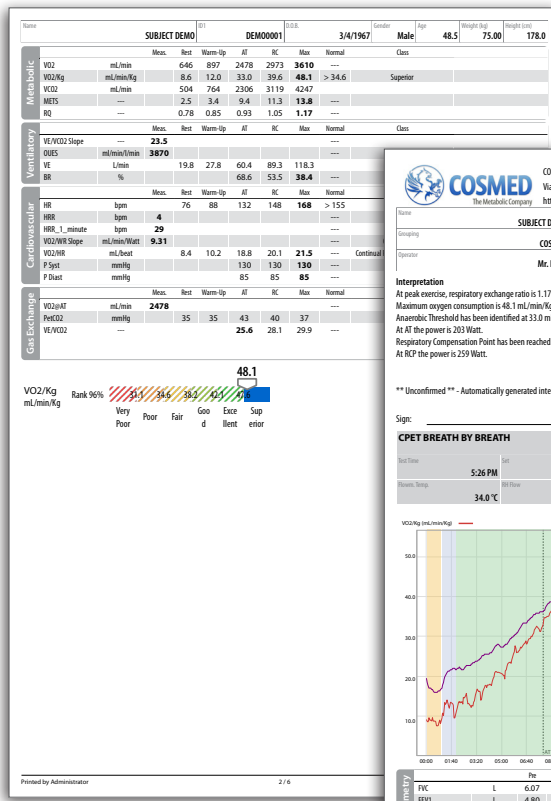 Name ID1 D.O.B. Gender Age Weight (kg) Height (cm)
SUBJECT DEMO DEMO0001 3/4/1967 Male 48.5 75.00 178.0
Metabolic
Meas. Rest Warm-Up AT RC Max Normal Class
VO2 mL/min 646 897 2478 2973 3610 ---
VO2/Kg mL/min/Kg 8.6 12.0 33.0 39.6 48.1 > 34.6 Superior
VCO2 mL/min 504 764 2306 3119 4247
METS --- 2.5 3.4 9.4 11.3 13.8 ---
RQ --- 0.78 0.85 0.93 1.05 1.17 ---
Ventilatory
Meas. Rest Warm-Up AT RC Max Normal Class
VE/VCO2 Slope --- 23.5 ---
OUES ml/min/l/min 3870 ---
VE L/min 19.8 27.8 60.4 89.3 118.3
BR % 68.6 53.5 38.4 ---
Cardiovascular
Meas. Rest Warm-Up AT RC Max Normal
HR bpm 76 88 132 148 168 > 155
HRR bpm 4 ---
HRR_1_minute bpm 29 ---
VO2/WR Slope mL/min/Watt 9.31 ---
VO2/HR mL/beat 8.4 10.2 18.8 20.1 21.5 --- Continual
P Syst mmHg 130 130 130 ---
P Diast mmHg 85 85 85 ---
Gas Exchange
Meas. Rest Warm-Up AT RC Max Normal
VO2@AT mL/min 2478 ---
PetCO2 mmHg 35 35 43 40 37
VE/VCO2 --- 25.6 28.1 29.9 ---
48.1
VO2/Kg Rank 96% 31.1 34.6 38.2 42.1 47.6
mL/min/Kg
Very Poor Poor Fair Goo d Exce llent Sup erior
Printed by Administrator 2 / 6
COSMED CO
The Metabolic Company Via
htt
Name
SUBJECT D
Grouping
COS
Operator
Mr.
Interpretation
At peak exercise, respiratory exchange ratio is 1.17
Maximum oxygen consumption is 48.1 mL/min/Kg
Anaerobic Threshold has been identified at 33.0 m
At AT the power is 203 Watt.
Respiratory Compensation Point has been reached
At RCP the power is 259 Watt.
** Unconfirmed ** - Automatically generated inte
Sign:
CPET BREATH BY BREATH
Test Time Set
5:26 PM
Flowm. Temp. RH Flow
34.0 °C
VO2/Kg (mL/min/Kg)
50.0
40.0
30.0
20.0
10.0
AT
00:00 01:40 03:20 05:00 06:40 08
metry
Pre
FVC L 6.07
FEV1 L 4.80